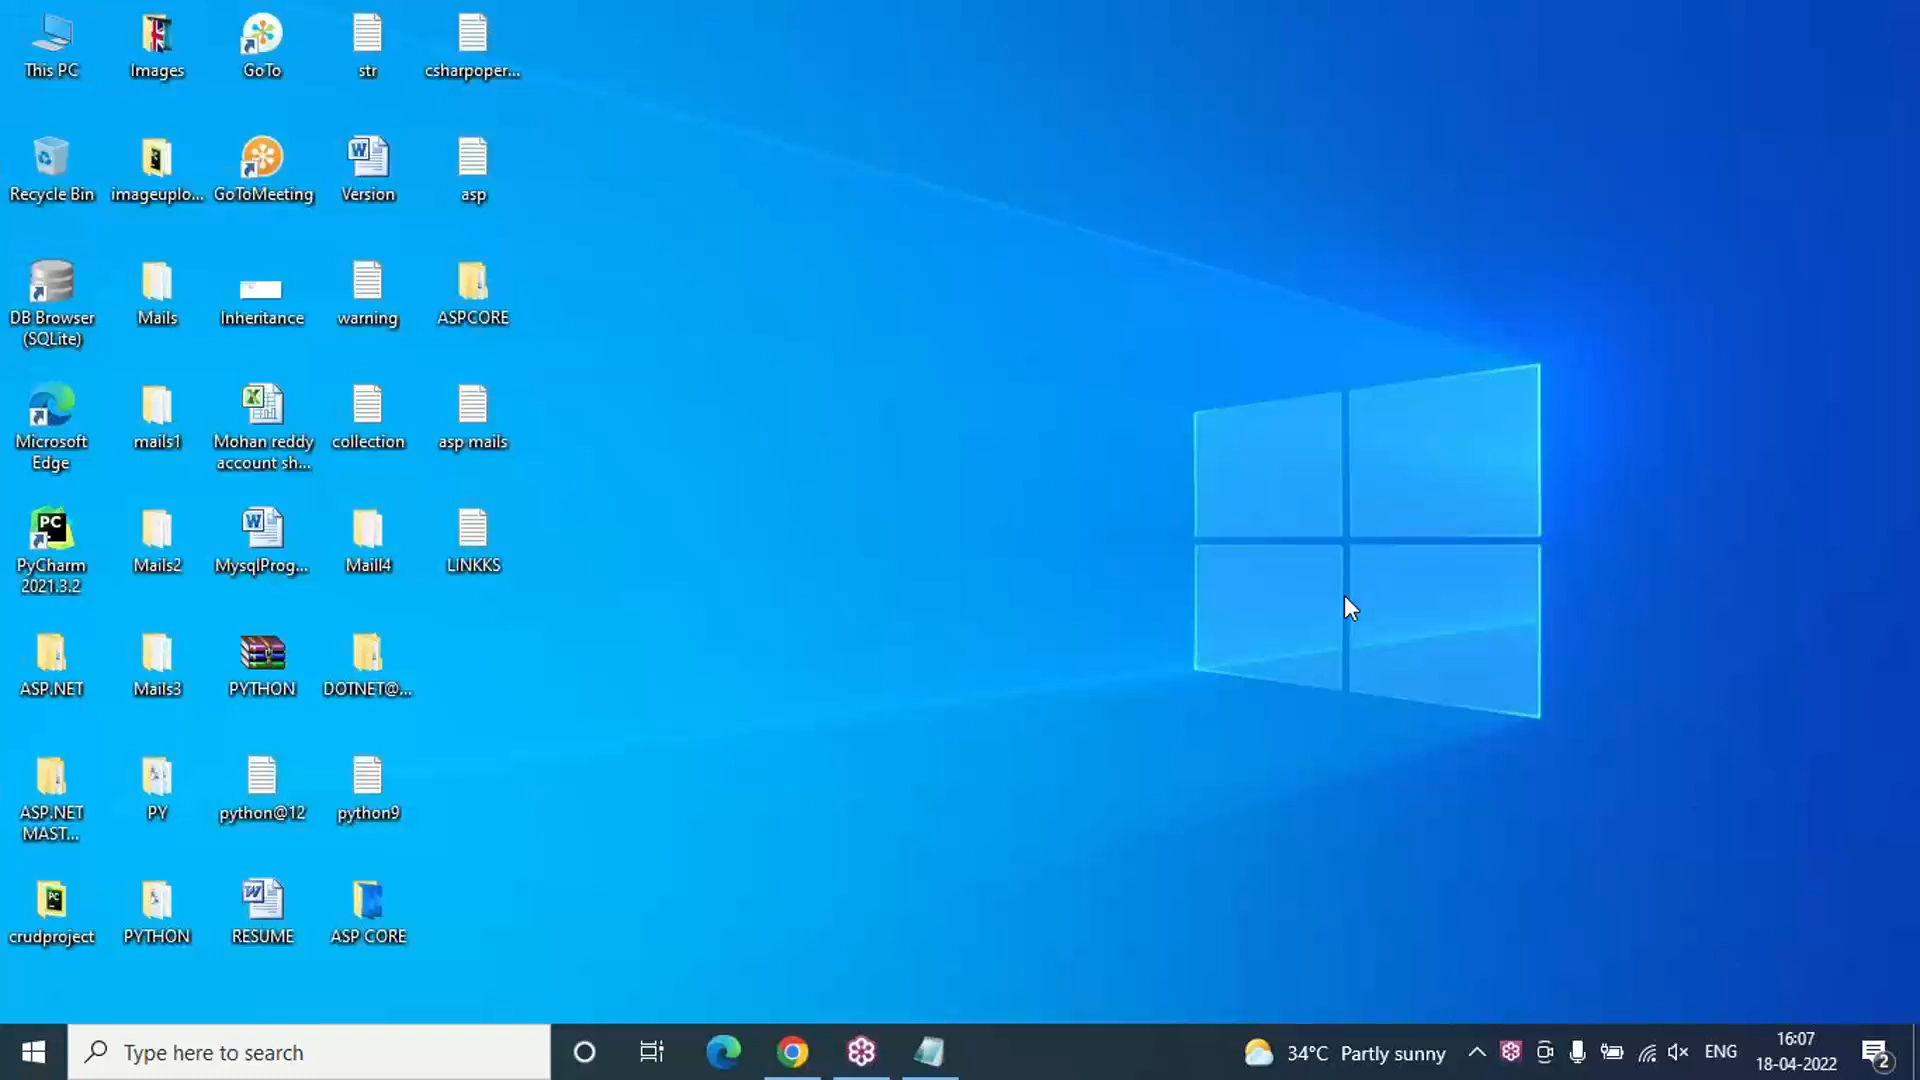 This PC
Images
GoTo
str
csharpoper...
Recycle Bin
imageuplo...
GoToMeeting
Version
asp
DB Browser
(SQLite)
Mails
Inheritance
warning
ASPCORE
Microsoft
Edge
mails1
Mohan reddy
account sh...
collection
asp mails
PyCharm
2021.3.2
Mails2
MysqlProg...
Maill4
LINKKS
ASP.NET
Mails3
PYTHON
DOTNET@...
ASP.NET
MAST...
PY
python@12
python9
crudproject
PYTHON
RESUME
ASP CORE
Type here to search
34°C Partly sunny
ENG
16:07
18-04-2022
2